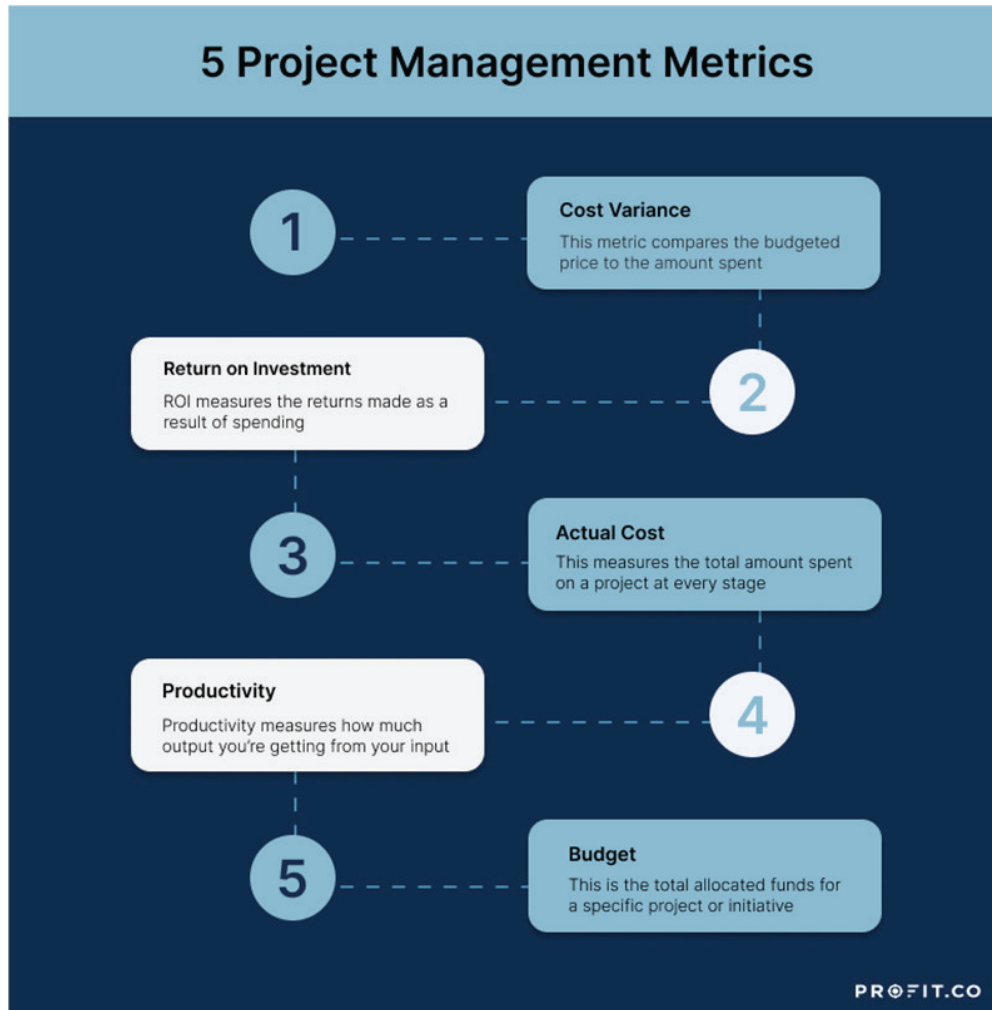 5 Project Management Metrics
1
Cost Variance
This metric compares the budgeted
price to the amount spent
Return on Investment
ROI measures the returns made as a
result of spending
2
3
Actual Cost
This measures the total amount spent
on a project at every stage
Productivity
Productivity measures how much
output you're getting from your input
4
5
Budget
This is the total allocated funds for
a specific project or initiative
PROFIT.CO